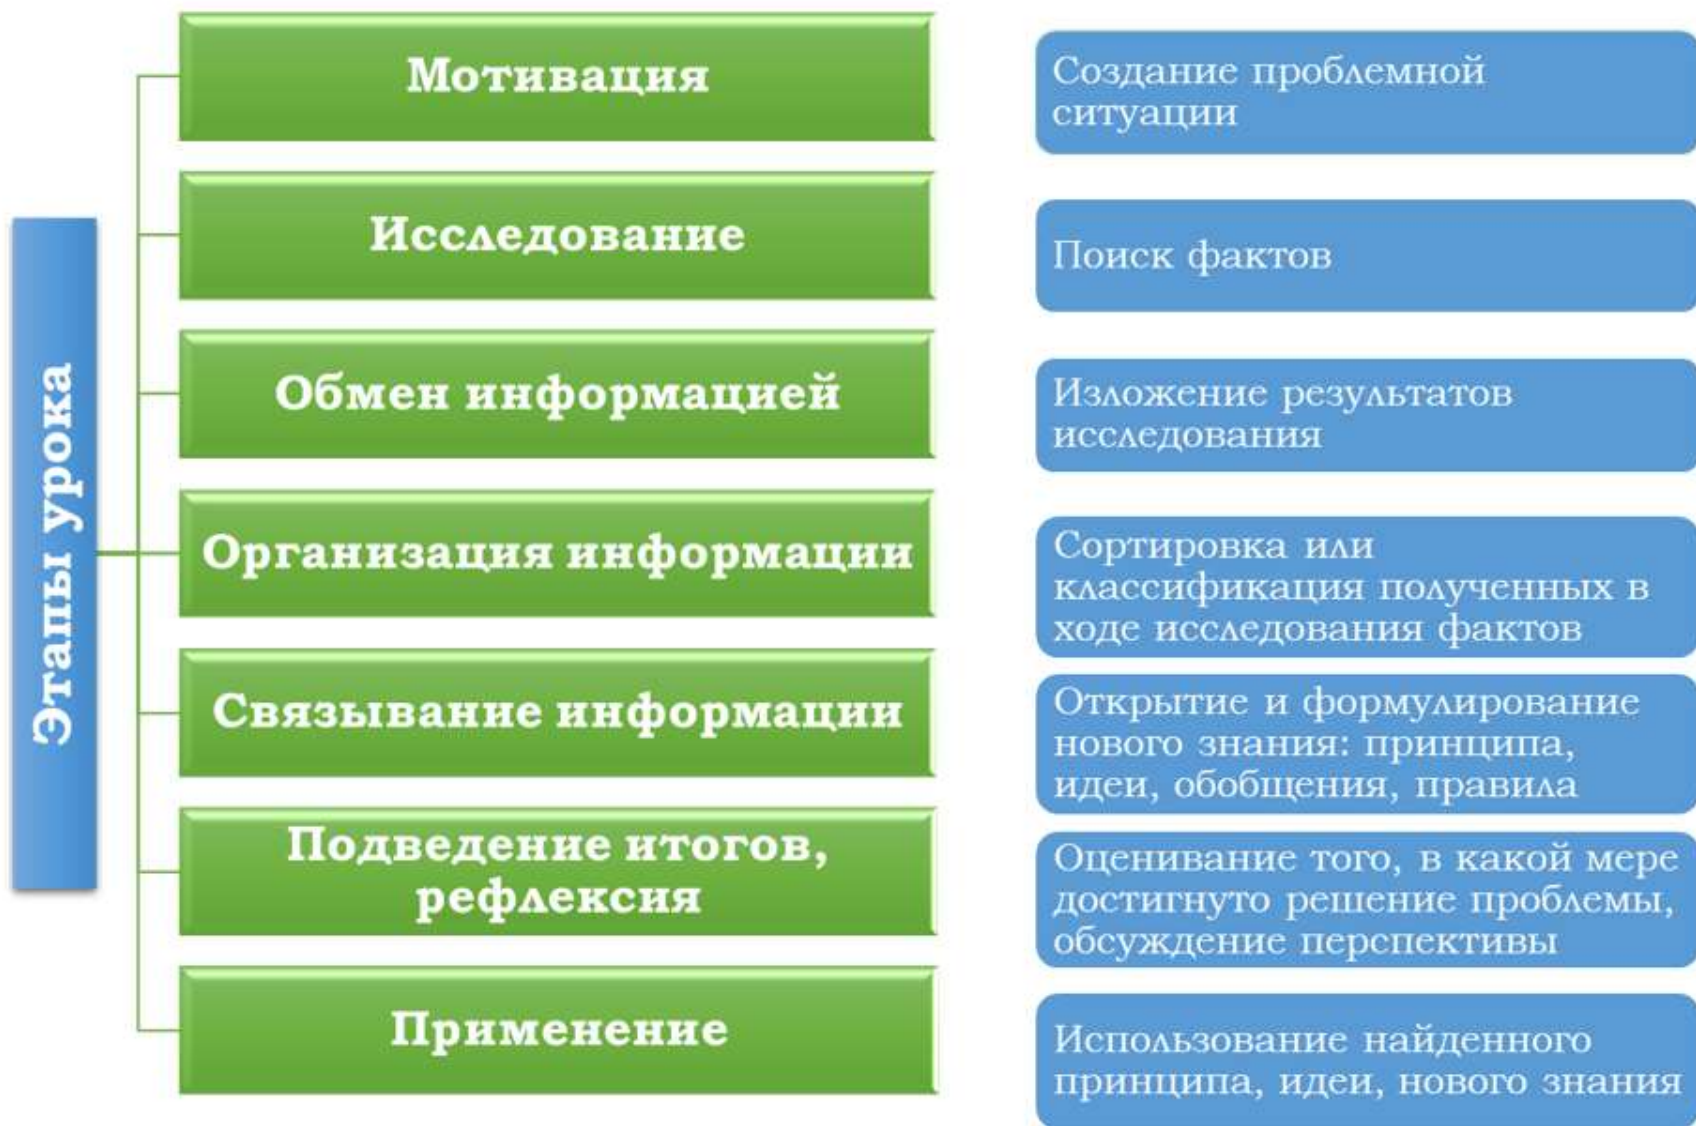 Этапы урока
Мотивация
Создание проблемной
ситуации
Исследование
Поиск фактов
Обмен информацией
Изложение результатов
исследования
Организация информации
Сортировка или
классификация полученных в
ходе исследования фактов
Связывание информации
Открытие и формулирование
нового знания: принципа,
идеи, обобщения, правила
Подведение итогов,
рефлексия
Оценивание того, в какой мере
достигнуто решение проблемы,
обсуждение перспективы
Применение
Использование найденного
принципа, идеи, нового знания